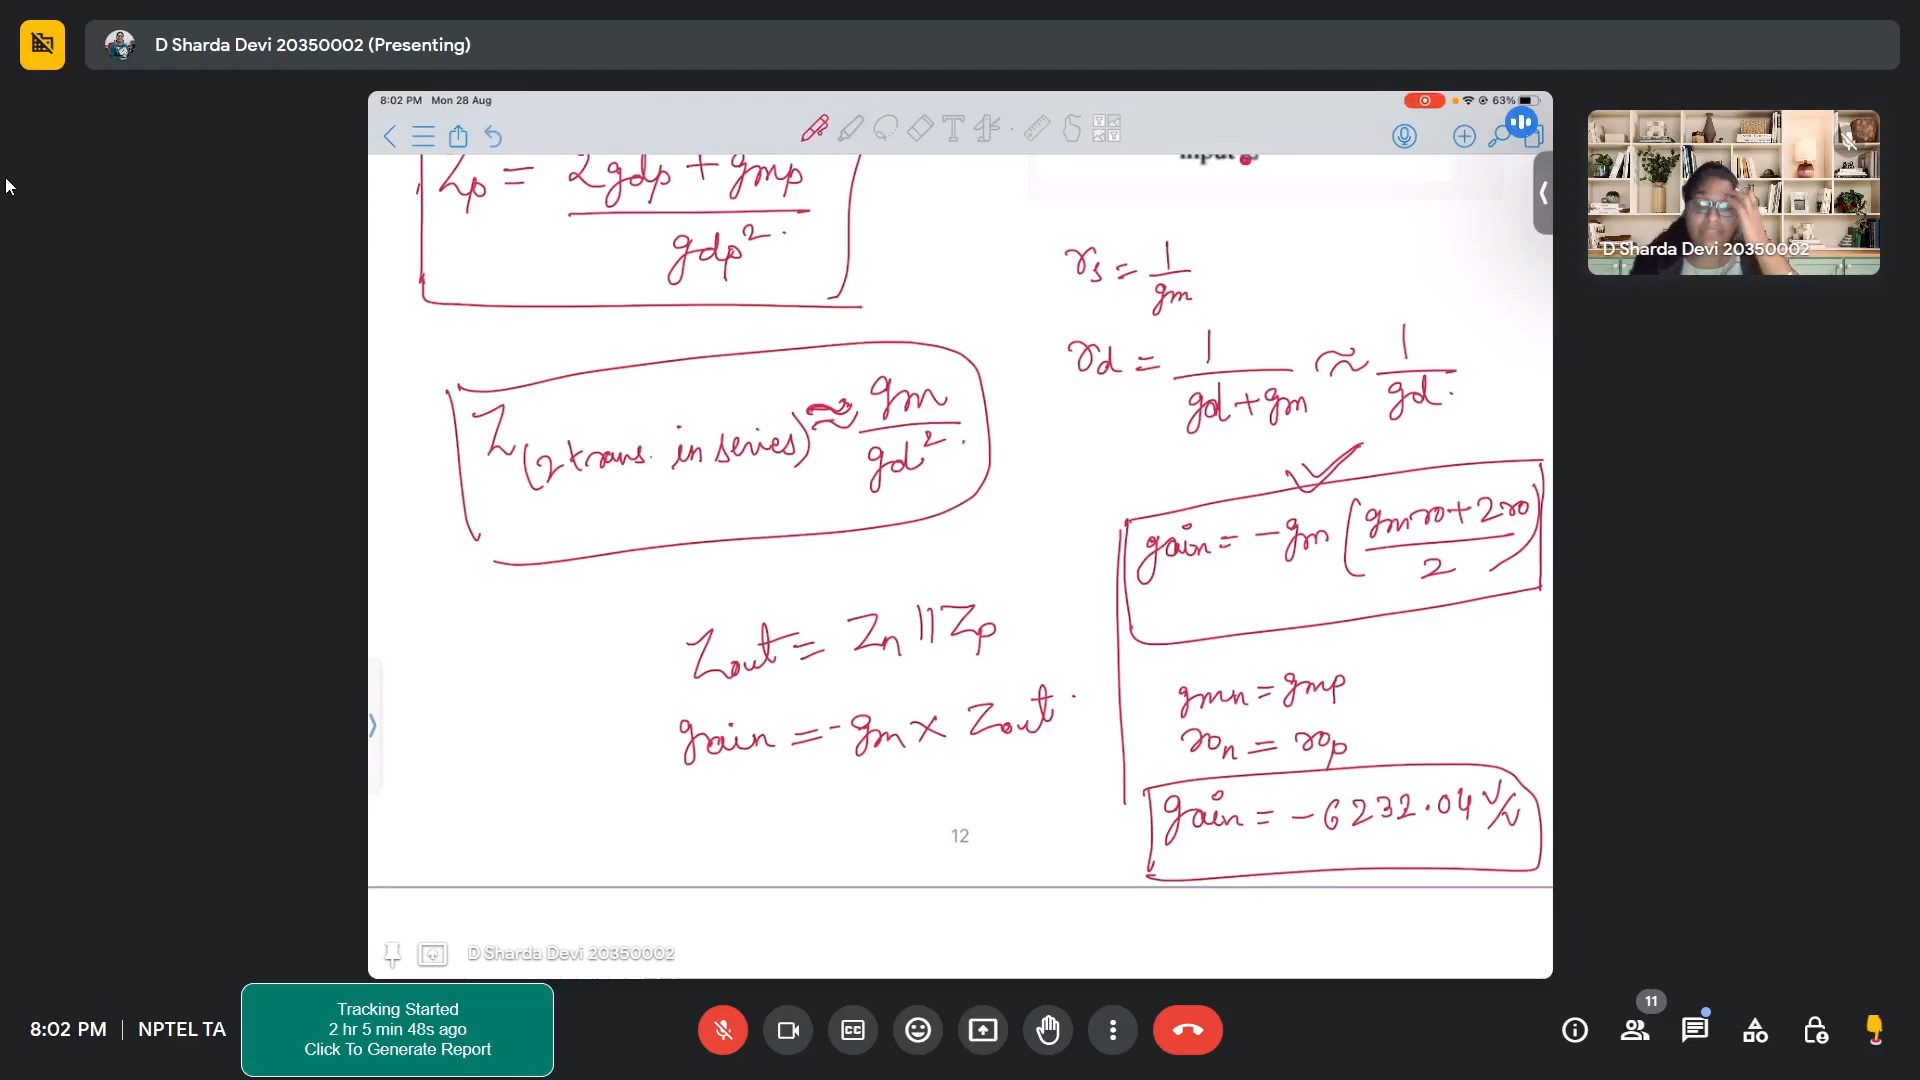 D Sharda Devi 20350002 (Presenting)
8:02 PM Mon 28 Aug
63%
Zp = 2gdp + gmp
gdp²
rs = 1
gm
rd = 1 ≈ 1
gd + gm gd
Z(2 trans. in series) ≈ gm
gd²
gain = -gm (gmro + 2ro
2)
Zout = Zn || Zp
gain = -gm × Zout
gmn = gmp
ron = rop
gain = -6232.04 V/V
12
D Sharda Devi 20350002
D Sharda Devi 20350002
8:02 PM | NPTEL TA
Tracking Started
2 hr 5 min 48s ago
Click To Generate Report
CC
11